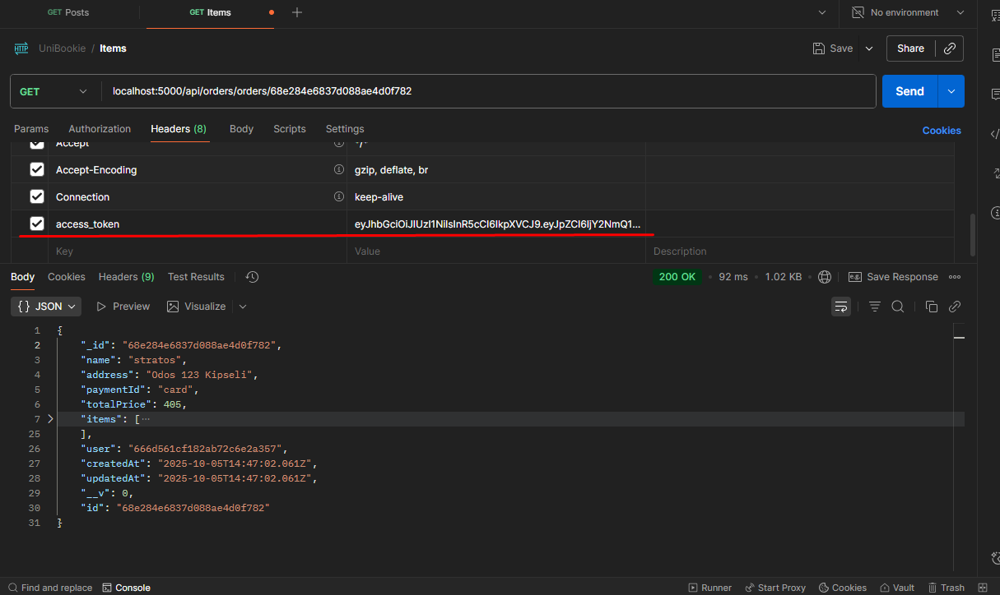 GET Posts
GET Items
No environment
HTTP UniBookie / Items
Save
Share
GET
localhost:5000/api/orders/orders/68e284e6837d088ae4d0f782
Send
Params Authorization Headers (8) Body Scripts Settings
Cookies
Accept */*
Accept-Encoding gzip, deflate, br
Connection keep-alive
access_token eyJhbGciOiJIUzI1NiIsInR5cCI6IkpXVCJ9.eyJpZCI6IjY2NmQ1...
Key Value Description
Body Cookies Headers (9) Test Results
200 OK • 92 ms • 1.02 KB
e.g. Save Response
{} JSON Preview Visualize
1 {
2 "_id": "68e284e6837d088ae4d0f782",
3 "name": "stratos",
4 "address": "Odos 123 Kipseli",
5 "paymentId": "card",
6 "totalPrice": 405,
7 "items": [ ...
25 ],
26 "user": "666d561cf182ab72c6e2a357",
27 "createdAt": "2025-10-05T14:47:02.061Z",
28 "updatedAt": "2025-10-05T14:47:02.061Z",
29 "__v": 0,
30 "id": "68e284e6837d088ae4d0f782"
31 }
Find and replace Console
Runner Start Proxy Cookies Vault Trash